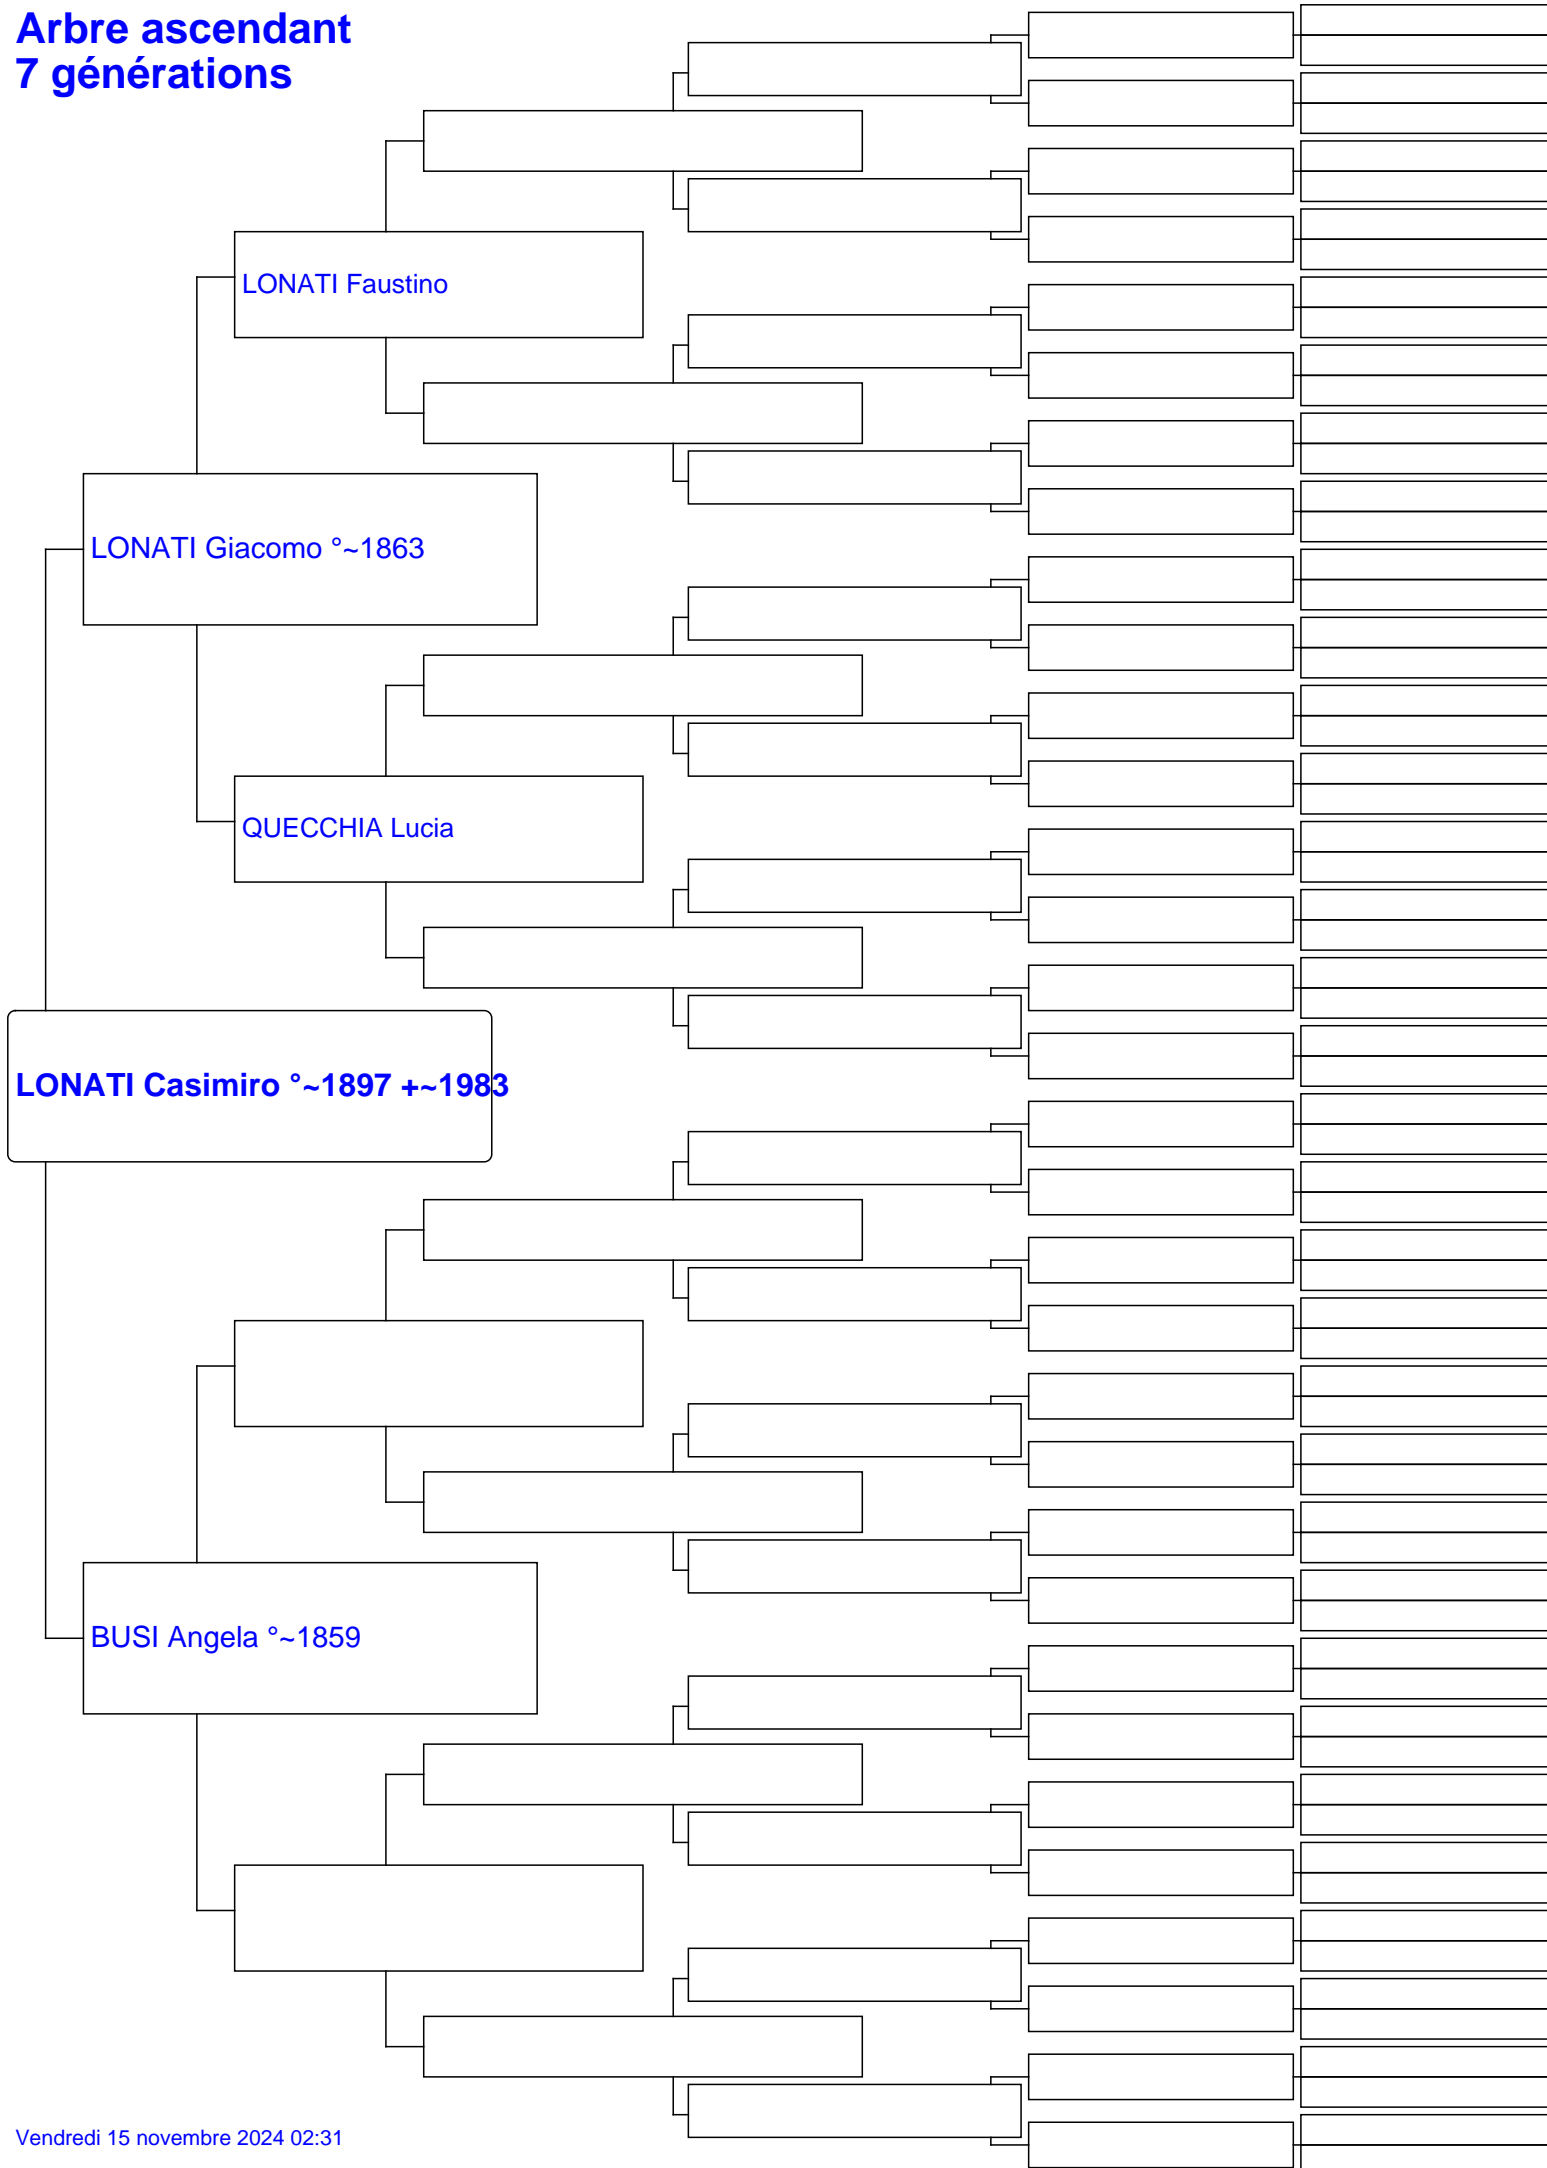 Arbre ascendant
7 générations
LONATI Faustino
LONATI Giacomo °~1863
QUECCHIA Lucia
LONATI Casimiro °~1897 +~1983
BUSI Angela °~1859
Vendredi 15 novembre 2024 02:31